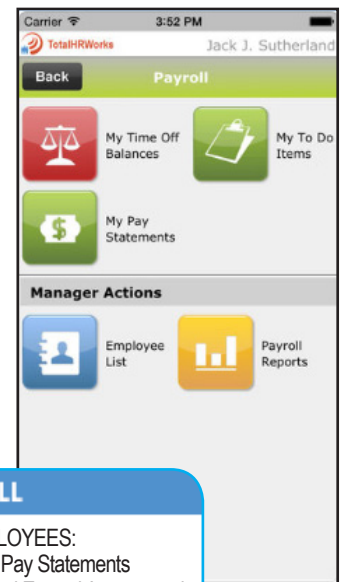 Carrier 3:52 PM
TotalHRWorks Jack J. Sutherland
Back Payroll
My Time Off
Balances
My To Do
Items
$
My Pay
Statements
Manager Actions
Employee
List
Payroll
Reports
LL
LOYEES:
Pay Statements